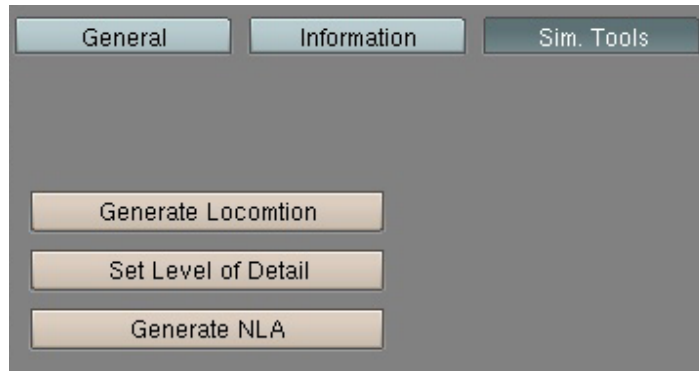 General Information Sim. Tools
Generate Locomtion
Set Level of Detail
Generate NLA